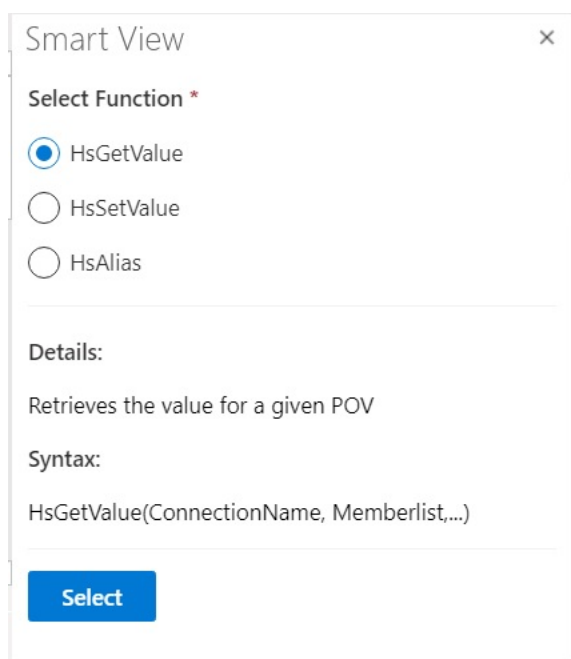 Smart View
Select Function *
HsGetValue
HsSetValue
HsAlias
Details:
Retrieves the value for a given POV
Syntax:
HsGetValue(ConnectionName, Memberlist,...)
Select